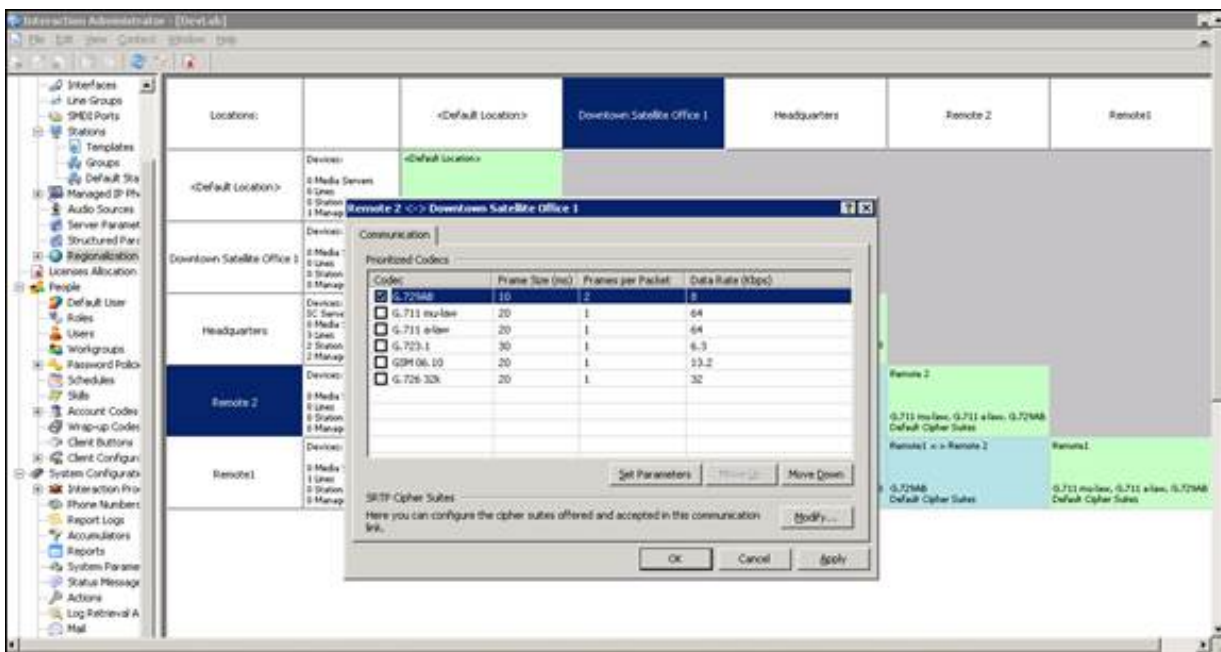 Interaction Administrator - [DevLab]
File Edit View Context Window Help
Interfaces
Line Groups
SMDI Ports
Stations
Templates
Groups
Default Sta
Managed IP Ph
Audio Sources
Server Paramet
Structured Para
Regionalization
Licenses Allocation
People
Default User
Roles
Users
Workgroups
Password Polici
Schedules
Skills
Account Codes
Wrap-up Codes
Client Buttons
Client Configura
System Configurati
Interaction Pro
Phone Numbers
Report Logs
Accumulators
Reports
System Parame
Status Message
Actions
Log Retrieval A
Mail
Locations:
<Default Location>
Downtown Satellite Office 1
Headquarters
Remote 2
Remote1
<Default Location>
Devices:
0 Media Servers
0 Lines
0 Station
1 Manag
<Default Location>
Downtown Satellite Office 1
Devices:
0 Media
0 Station
0 Manag
Headquarters
Devices:
0 Media
3 Lines
2 Station
2 Manag
Remote 2
Devices:
0 Media
0 Lines
0 Station
0 Manag
Remote 2
G.711 mu-law, G.711 a-law, G.729AB
Default Cipher Suites
Remote1
Devices:
0 Media
1 Lines
0 Station
0 Manag
Remote1 <-> Remote 2
G.729AB
Default Cipher Suites
Remote1
G.711 mu-law, G.711 a-law, G.729AB
Default Cipher Suites
Remote 2 <-> Downtown Satellite Office 1
Communication
Prioritized Codecs
Codec Frame Size (ms) Frames per Packet Data Rate (Kbps)
G.729AB 10 2 8
G.711 mu-law 20 1 64
G.711 a-law 20 1 64
G.723.1 30 1 6.3
GSM 06.10 20 1 13.2
G.726 32k 20 1 32
Set Parameters Move Up Move Down
SRTP Cipher Suites
Here you can configure the cipher suites offered and accepted in this communication
link.
Modify...
OK Cancel Apply